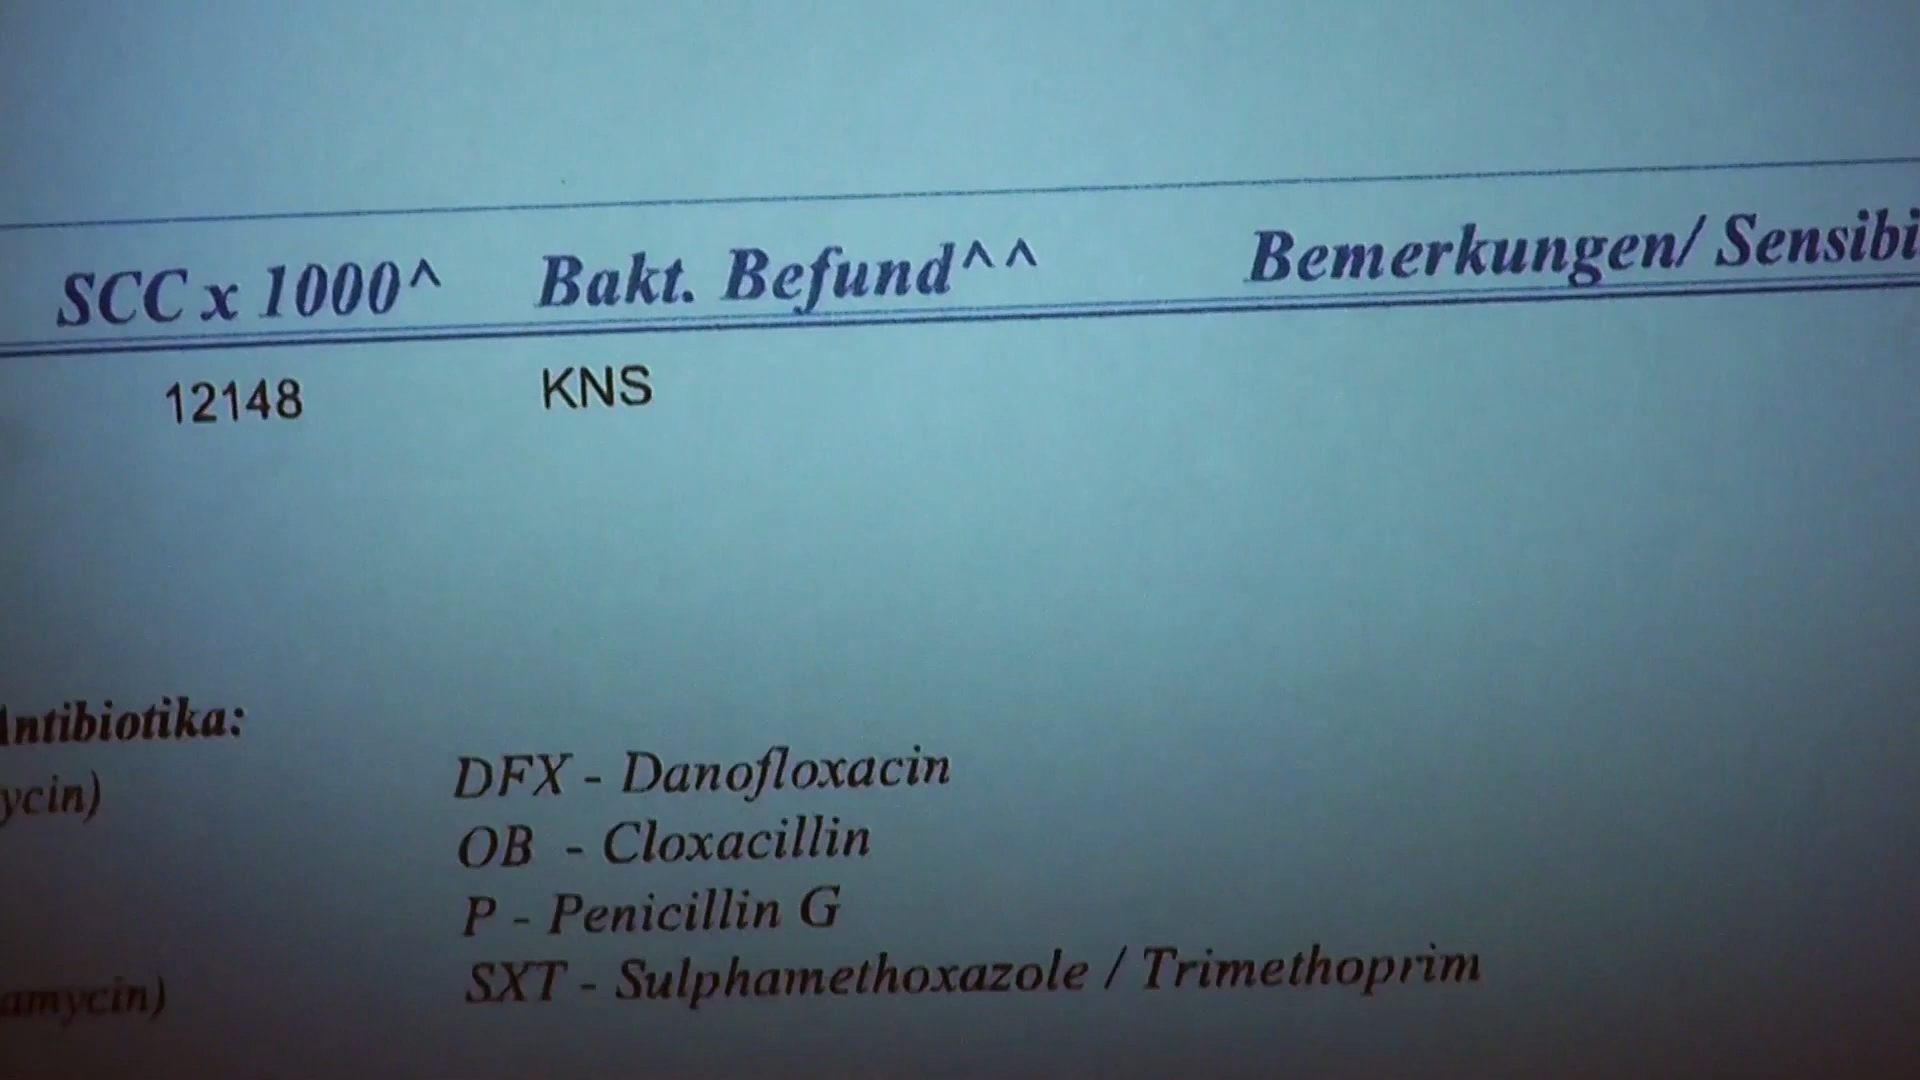 SCC x 1000^ Bakt. Befund^^ Bemerkungen/ Sensibi
12148 KNS
Antibiotika:
ycin) DFX - Danofloxacin
OB - Cloxacillin
P - Penicillin G
amycin) SXT - Sulphamethoxazole / Trimethoprim